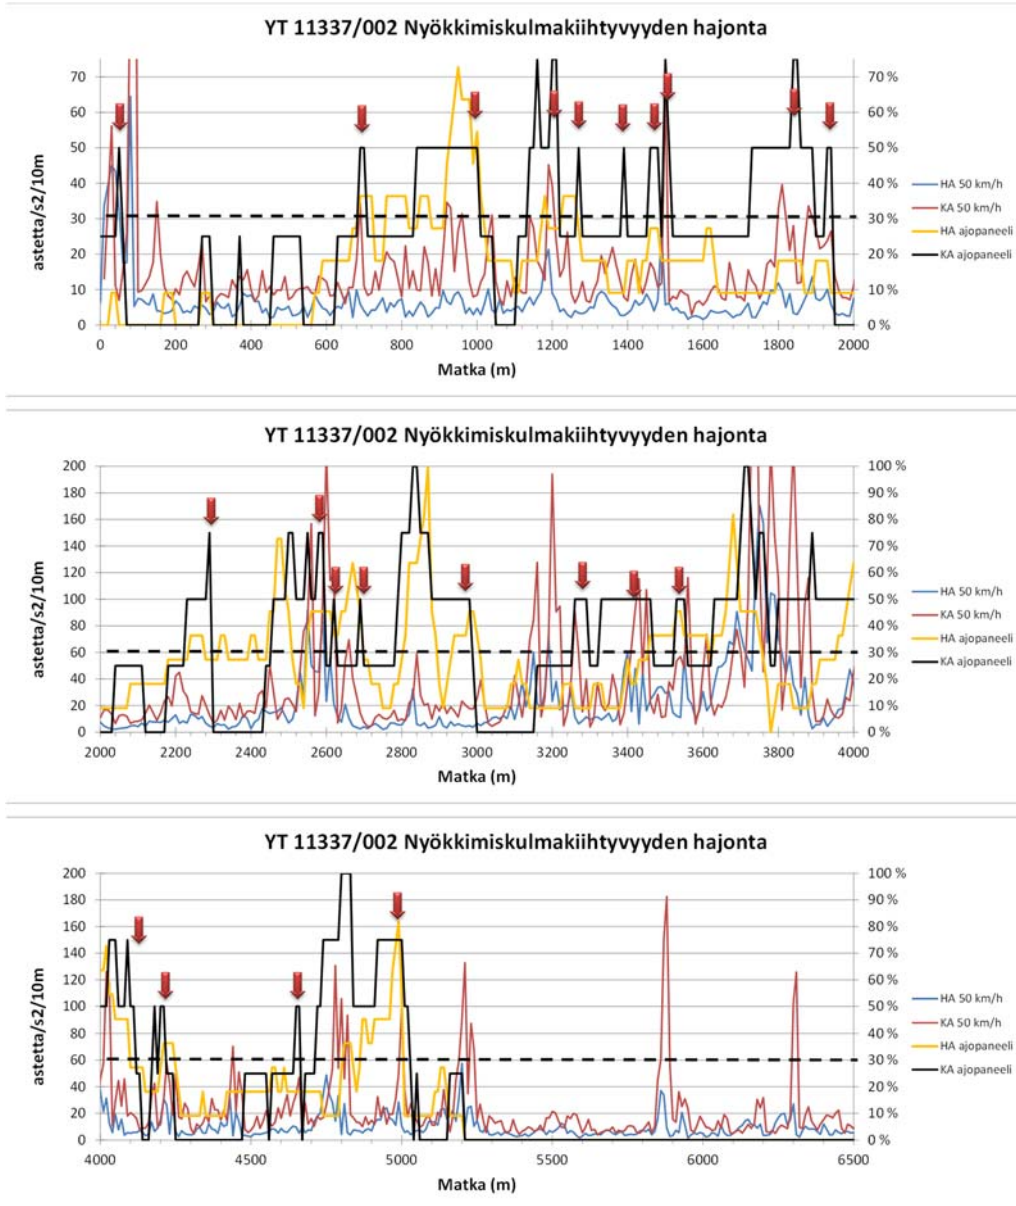 YT 11337/002 Nyökkimiskulmakiihtyvyyden hajonta
astetta/s2/10m
70
60
50
40
30
20
10
0
70 %
60 %
50 %
40 %
30 %
20 %
10 %
0 %
0 200 400 600 800 1000 1200 1400 1600 1800 2000
Matka (m)
HA 50 km/h
KA 50 km/h
HA ajopaneeli
KA ajopaneeli
YT 11337/002 Nyökkimiskulmakiihtyvyyden hajonta
astetta/s2/10m
200
180
160
140
120
100
80
60
40
20
0
100 %
90 %
80 %
70 %
60 %
50 %
40 %
30 %
20 %
10 %
0 %
2000 2200 2400 2600 2800 3000 3200 3400 3600 3800 4000
Matka (m)
HA 50 km/h
KA 50 km/h
HA ajopaneeli
KA ajopaneeli
YT 11337/002 Nyökkimiskulmakiihtyvyyden hajonta
astetta/s2/10m
200
180
160
140
120
100
80
60
40
20
0
100 %
90 %
80 %
70 %
60 %
50 %
40 %
30 %
20 %
10 %
0 %
4000 4500 5000 5500 6000 6500
Matka (m)
HA 50 km/h
KA 50 km/h
HA ajopaneeli
KA ajopaneeli